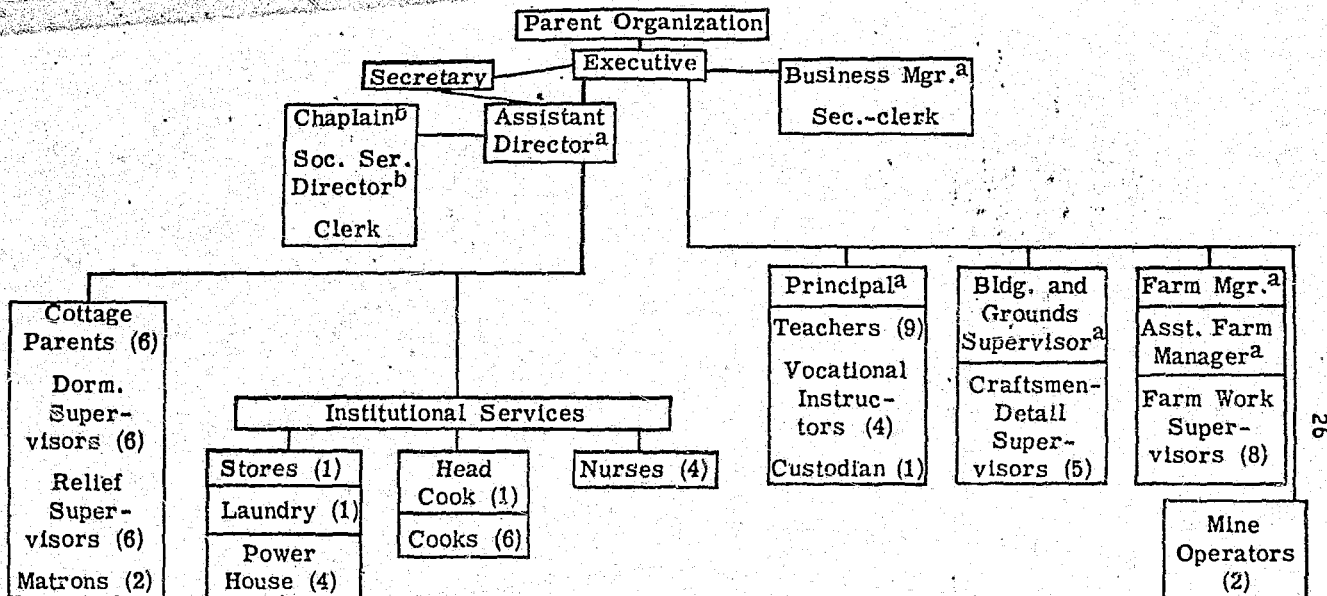 Parent Organization
Executive
Secretary
Business Mgr.a
Sec.-clerk
Chaplainb
Soc. Ser.
Directorb
Clerk
Assistant
Directora
Cottage
Parents (6)
Dorm.
Super-
visors (6)
Relief
Super-
visors (6)
Matrons (2)
Institutional Services
Stores (1)
Laundry (1)
Power
House (4)
Head
Cook (1)
Cooks (6)
Nurses (4)
Principala
Teachers (9)
Vocational
Instruc-
tors (4)
Custodian (1)
Bldg. and
Grounds
Supervisora
Craftsmen-
Detail
Super-
visors (5)
Farm Mgr.a
Asst. Farm
Managera
Farm Work
Super-
visors (8)
Mine
Operators
(2)
26